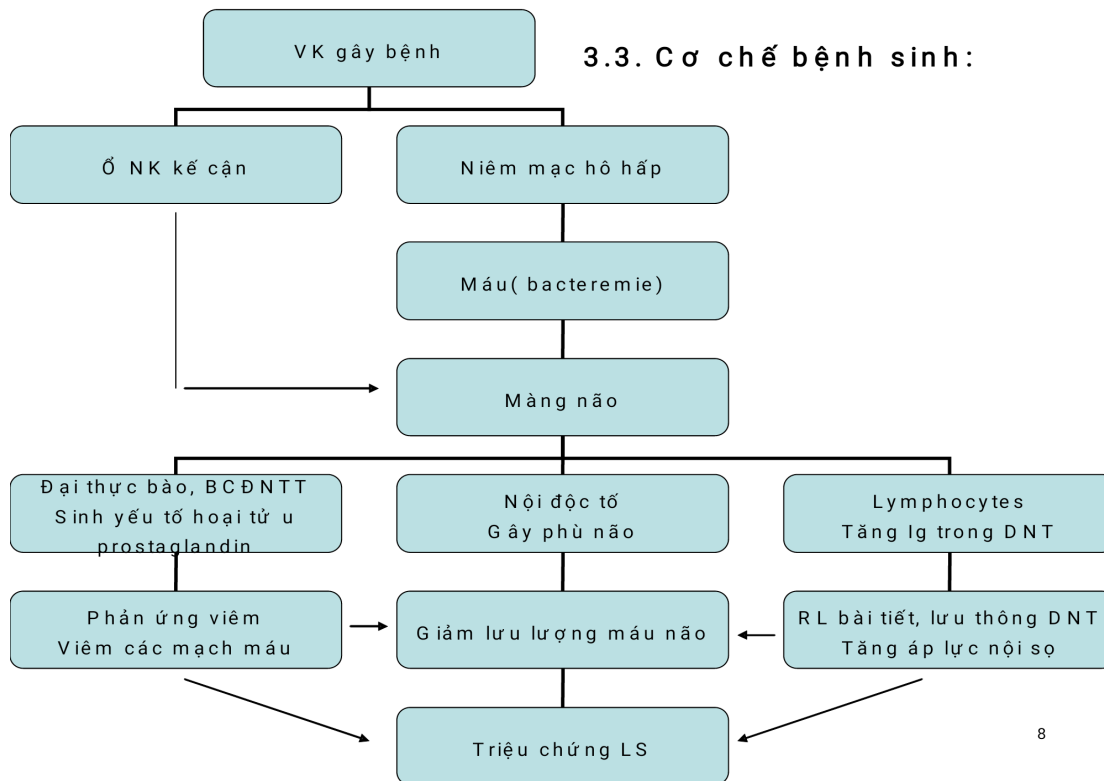 VK gây bệnh
3.3. Cơ chế bệnh sinh:
Ổ NK kế cận
Niêm mạc hô hấp
Máu( bacteremie)
Màng não
Đại thực bào, BCĐNTT
Sinh yếu tố hoại tử u
prostaglandin
Nội độc tố
Gây phù não
Lymphocytes
Tăng Ig trong DNT
Phản ứng viêm
Viêm các mạch máu
Giảm lưu lượng máu não
RL bài tiết, lưu thông DNT
Tăng áp lực nội sọ
Triệu chứng LS
8